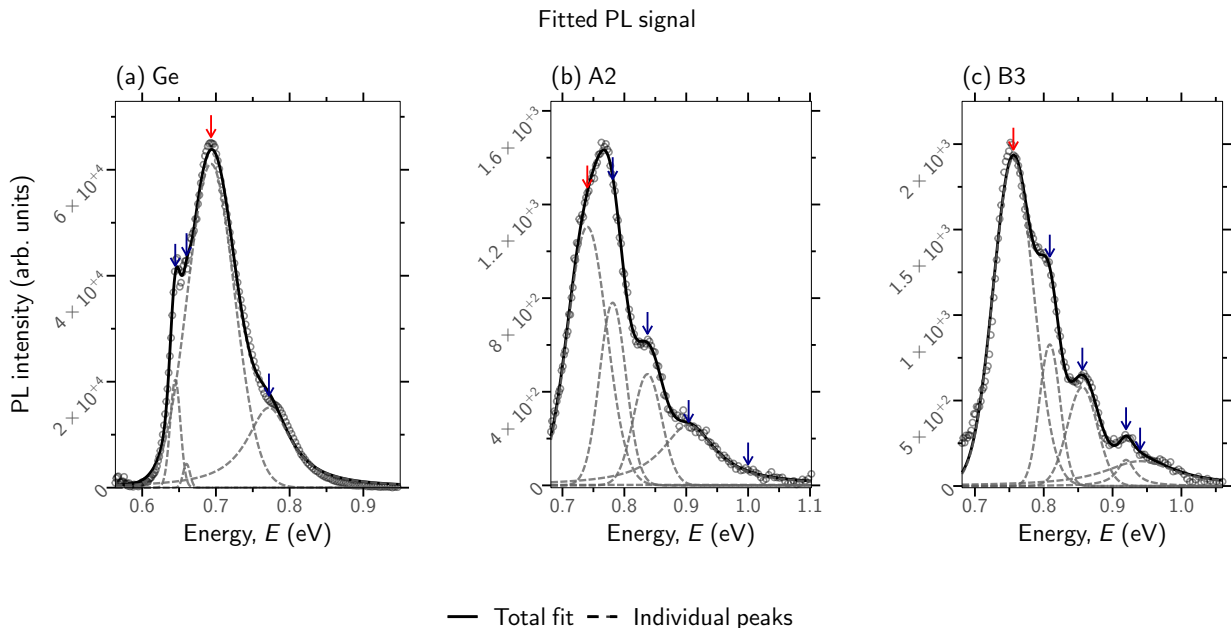 Fitted PL signal
(a) Ge
(b) A2
(c) B3
PL intensity (arb. units)
0
2 × 10⁺⁴
4 × 10⁺⁴
6 × 10⁺⁴
0.6 0.7 0.8 0.9
Energy, E (eV)
0
4 × 10⁺²
8 × 10⁺²
1.2 × 10⁺³
1.6 × 10⁺³
0.7 0.8 0.9 1.0 1.1
Energy, E (eV)
0
5 × 10⁺²
1 × 10⁺³
1.5 × 10⁺³
2 × 10⁺³
0.7 0.8 0.9 1.0
Energy, E (eV)
Total fit Individual peaks